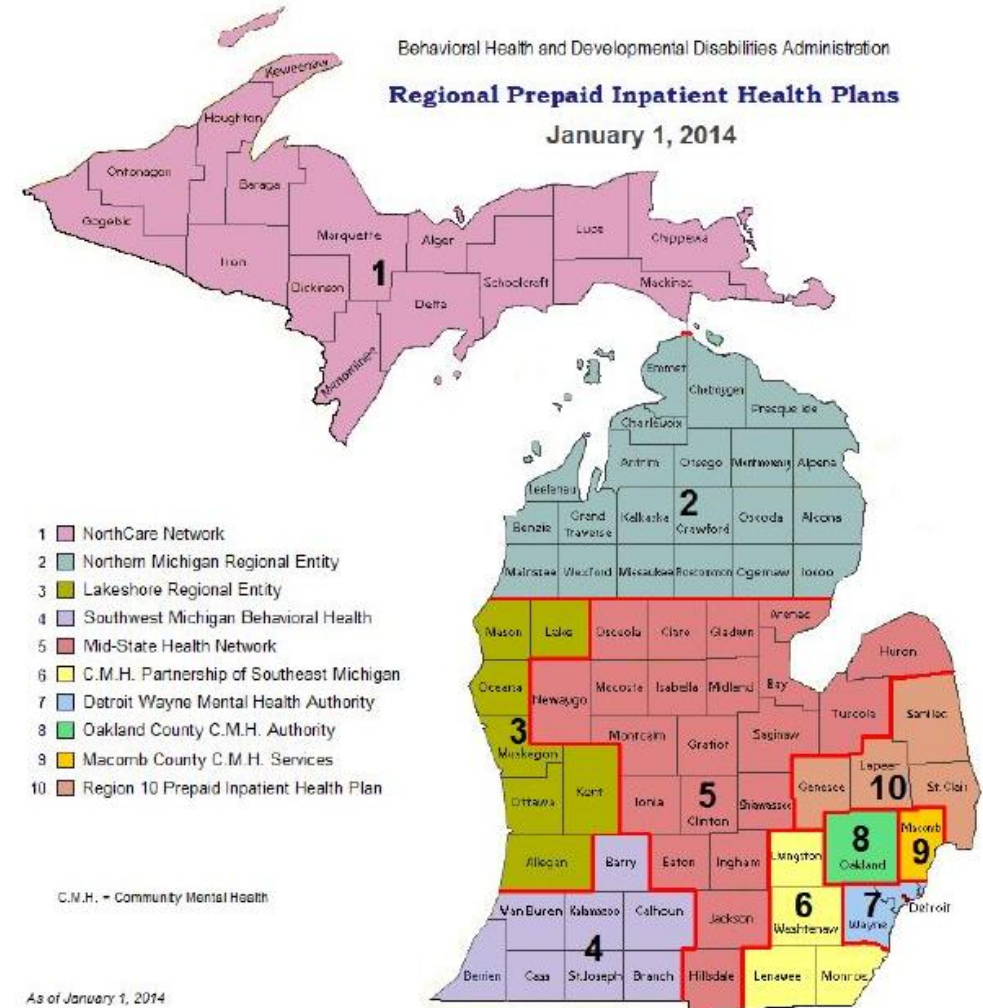 Behavioral Health and Developmental Disabilities Administration
Regional Prepaid Inpatient Health Plans
January 1, 2014
Keweenaw
Houghton
Ontonagon
Baraga
Gogebic
Marquette
Alger
Luce
Chippewa
Iron
1
Dickinson
Delta
Schoolcraft
Mackinac
Menominee
Emmet
Cheboygan
Presque Isle
Charlevoix
Antrim
Otsego
Montmorency
Alpena
Leelanau
Benzie
Grand
Traverse
Kalkaska
2
Crawford
Oscoda
Alcona
Manistee
Wexford
Missaukee
Roscommon
Ogemaw
Iosco
1 NorthCare Network
2 Northern Michigan Regional Entity
3 Lakeshore Regional Entity
4 Southwest Michigan Behavioral Health
5 Mid-State Health Network
6 C.M.H. Partnership of Southeast Michigan
7 Detroit Wayne Mental Health Authority
8 Oakland County C.M.H. Authority
9 Macomb County C.M.H. Services
10 Region 10 Prepaid Inpatient Health Plan
Mason
Lake
Osceola
Clare
Gladwin
Arenac
Huron
Oceana
Newaygo
Mecosta
Isabella
Midland
Bay
Tuscola
Sanilac
3
Muskegon
Montcalm
Gratiot
Saginaw
Lapeer
10
Genesee
St. Clair
Ottawa
Kent
Ionia
5
Clinton
Shiawassee
Macomb
9
8
Oakland
Allegan
Barry
Eaton
Ingham
Livingston
C.M.H. = Community Mental Health
Van Buren
Kalamazoo
Calhoun
Jackson
6
Washtenaw
7
Wayne
Detroit
4
Berrien
Cass
St. Joseph
Branch
Hillsdale
Lenawee
Monroe
As of January 1, 2014